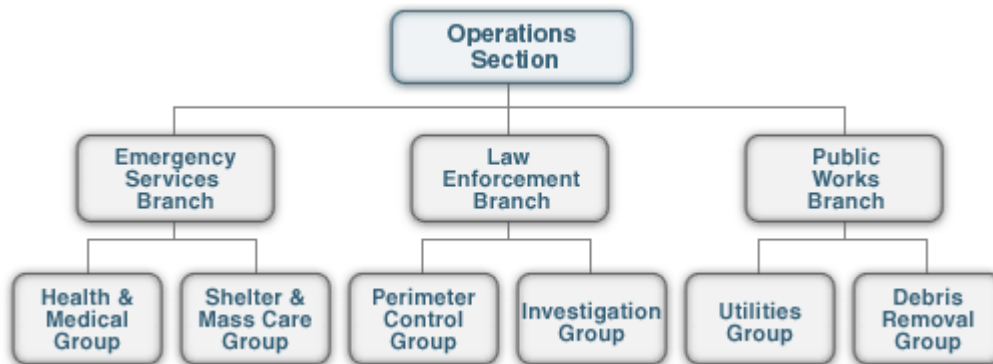 Operations
Section
Emergency
Services
Branch
Law
Enforcement
Branch
Public
Works
Branch
Health &
Medical
Group
Shelter &
Mass Care
Group
Perimeter
Control
Group
Investigation
Group
Utilities
Group
Debris
Removal
Group